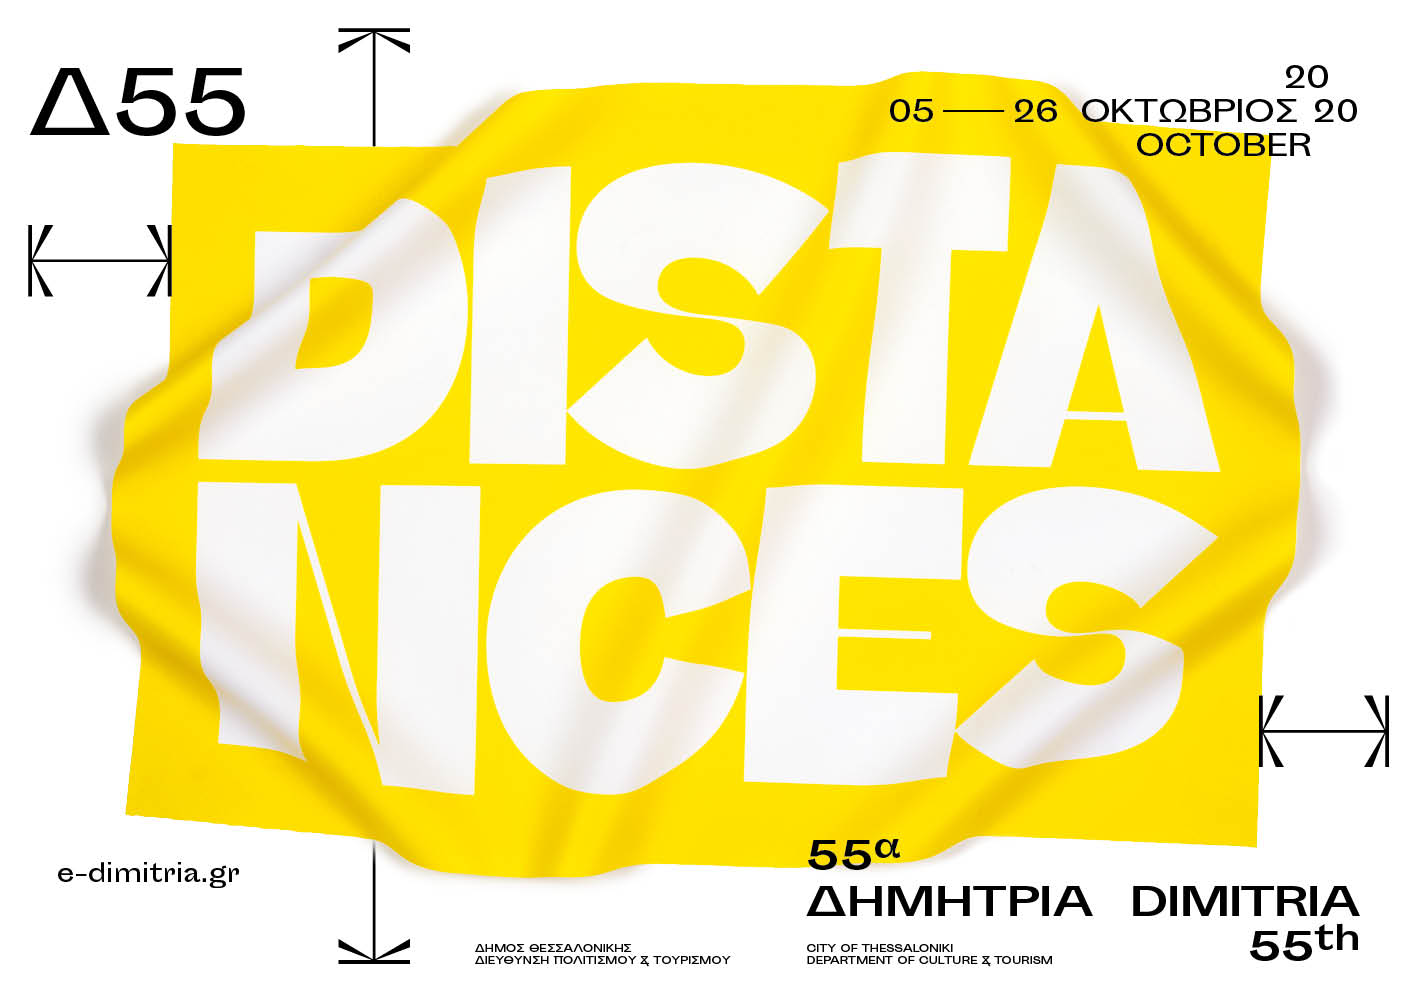 Δ55
20
05 — 26 ΟΚΤΩΒΡΙΟΣ 20
OCTOBER
DISTA
NCES
e-dimitria.gr
55α
ΔΗΜΗΤΡΙΑ DIMITRIA
55th
ΔΗΜΟΣ ΘΕΣΣΑΛΟΝΙΚΗΣ
ΔΙΕΥΘΥΝΣΗ ΠΟΛΙΤΙΣΜΟΥ & ΤΟΥΡΙΣΜΟΥ
CITY OF THESSALONIKI
DEPARTMENT OF CULTURE & TOURISM